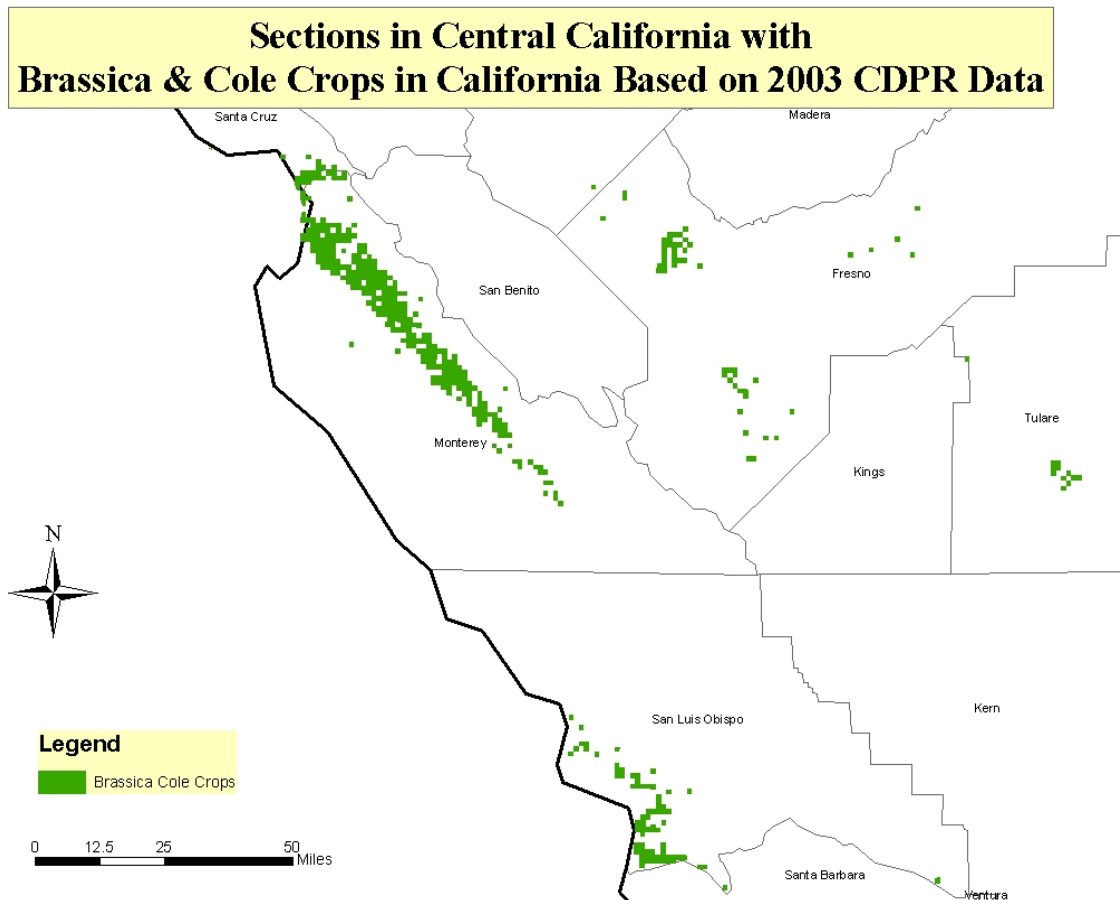 Sections in Central California with
Brassica & Cole Crops in California Based on 2003 CDPR Data
Santa Cruz
Madera
Fresno
San Benito
Tulare
Monterey
Kings
N
San Luis Obispo
Kern
Legend
Brassica Cole Crops
0 12.5 25 50
Miles
Santa Barbara
Ventura